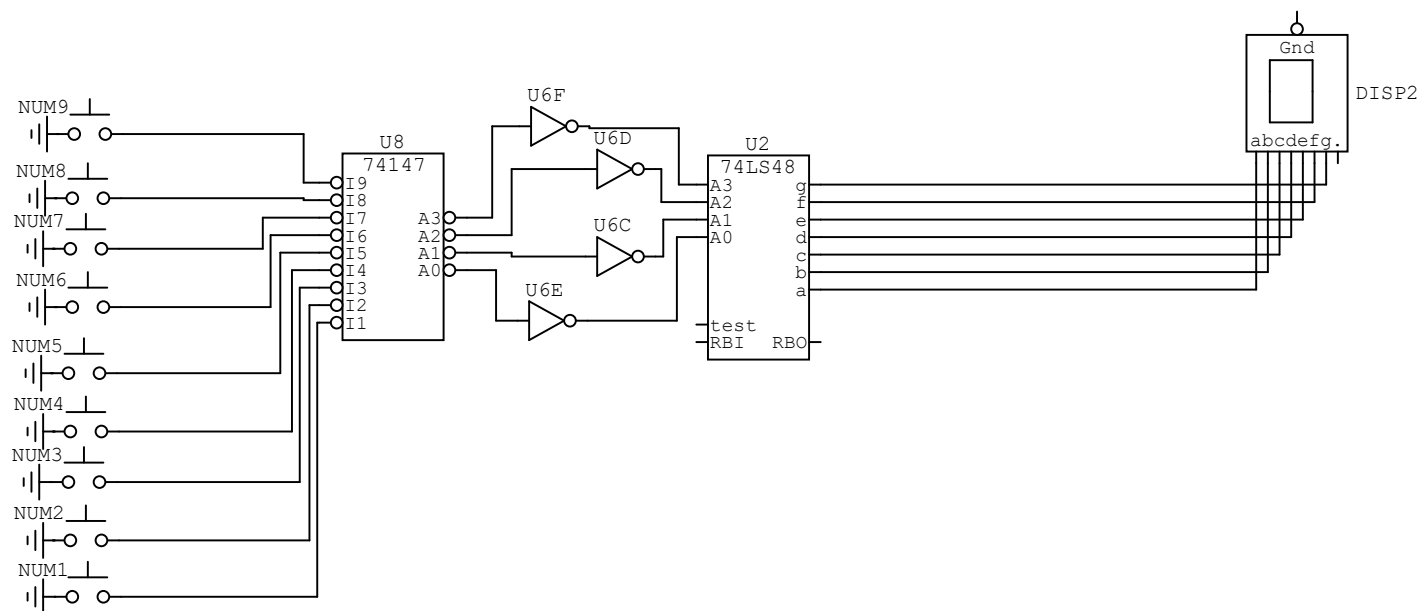 Gnd
DISP2
abcdefg.
NUM9
NUM8
NUM7
NUM6
NUM5
NUM4
NUM3
NUM2
NUM1
U8
74147
I9
I8
I7
I6
I5
I4
I3
I2
I1
A3
A2
A1
A0
U6F
U6D
U6C
U6E
U2
74LS48
A3
A2
A1
A0
test
RBI
RBO
g
f
e
d
c
b
a